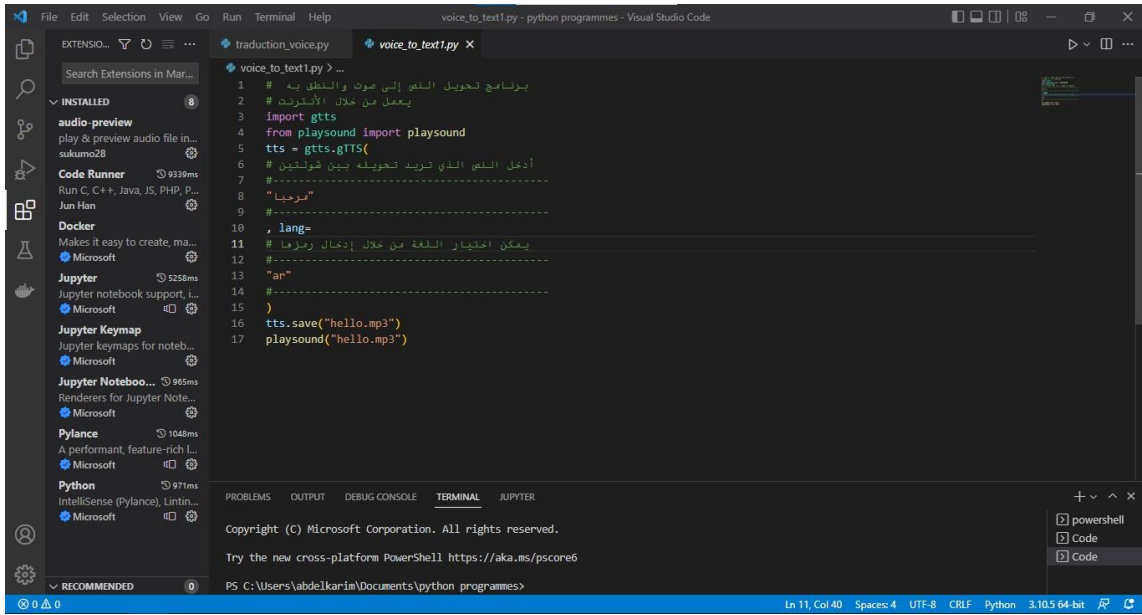 File Edit Selection View Go Run Terminal Help
voice_to_text1.py - python programmes - Visual Studio Code
EXTENSIO...
Search Extensions in Mar...
INSTALLED 8
audio-preview
play & preview audio file in...
sukumo28
Code Runner 9339ms
Run C, C++, Java, JS, PHP, P...
Jun Han
Docker
Makes it easy to create, ma...
Microsoft
Jupyter 5258ms
Jupyter notebook support, i...
Microsoft
Jupyter Keymap
Jupyter keymaps for noteb...
Microsoft
Jupyter Noteboo... 965ms
Renderers for Jupyter Note...
Microsoft
Pylance 1048ms
A performant, feature-rich l...
Microsoft
Python 971ms
IntelliSense (Pylance), Lintin...
Microsoft
RECOMMENDED 0
traduction_voice.py
voice_to_text1.py
voice_to_text1.py > ...
1 # برنامج تحويل النص إلى صوت والنطق به
2 # يعمل من خلال الأنترنت
3 import gtts
4 from playsound import playsound
5 tts = gtts.gTTS(
6 # أدخل النص الذي تريد تحويله بين شولتين
7 #-------------------------------------------
8 "مرحبا"
9 #-------------------------------------------
10 , lang=
11 # يمكن اختيار اللغة من خلال إدخال رمزها
12 #-------------------------------------------
13 "ar"
14 #-------------------------------------------
15 )
16 tts.save("hello.mp3")
17 playsound("hello.mp3")
PROBLEMS OUTPUT DEBUG CONSOLE TERMINAL JUPYTER
Copyright (C) Microsoft Corporation. All rights reserved.
Try the new cross-platform PowerShell https://aka.ms/pscore6
PS C:\Users\abdelkarim\Documents\python programmes>
powershell
Code
Code
0 0
Ln 11, Col 40 Spaces: 4 UTF-8 CRLF Python 3.10.5 64-bit